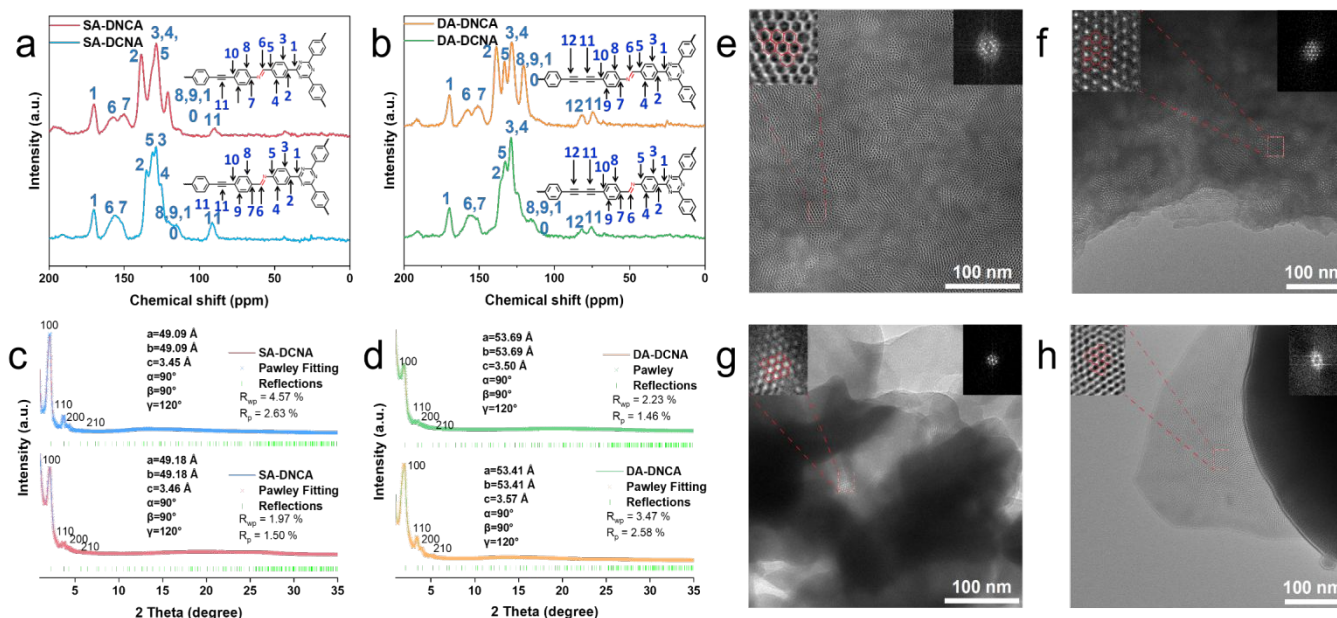 a
SA-DNCA
SA-DCNA
3,4,
2
5
1
6
7
8,9,1
0
11
10 8 6 5 3 1
11 9 7 4 2
5 3
2
4
1
6 7
8,9,1
0
11
10 8 5 3 1
11 11 9 7 6 4 2
Intensity (a.u.)
200 150 100 50 0
Chemical shift (ppm)
b
DA-DNCA
DA-DCNA
3,4
2
5
8,9,1
0
1
6 7
12 11
12 11 10 8 6 5 3 1
9 7 4 2
3,4
5
2
1
6,7
8,9,1
0
12 11
12 11 10 8 5 3 1
9 7 6 4 2
Intensity (a.u.)
200 150 100 50 0
Chemical shift (ppm)
c
100
110
200
210
a=49.09 Å
b=49.09 Å
c=3.45 Å
α=90°
β=90°
γ=120°
SA-DCNA
Pawley Fitting
Reflections
Rwp = 4.57 %
Rp = 2.63 %
100
110
200
210
a=49.18 Å
b=49.18 Å
c=3.46 Å
α=90°
β=90°
γ=120°
SA-DNCA
Pawley Fitting
Reflections
Rwp = 1.97 %
Rp = 1.50 %
Intensity (a.u.)
5 10 15 20 25 30 35
2 Theta (degree)
d
100
110
200
210
a=53.69 Å
b=53.69 Å
c=3.50 Å
α=90°
β=90°
γ=120°
DA-DCNA
Pawley
Reflections
Rwp = 2.23 %
Rp = 1.46 %
100
110
200
210
a=53.41 Å
b=53.41 Å
c=3.57 Å
α=90°
β=90°
γ=120°
DA-DNCA
Pawley Fitting
Reflections
Rwp = 3.47 %
Rp = 2.58 %
Intensity (a.u.)
5 10 15 20 25 30 35
2 Theta (degree)
e
100 nm
f
100 nm
g
100 nm
h
100 nm